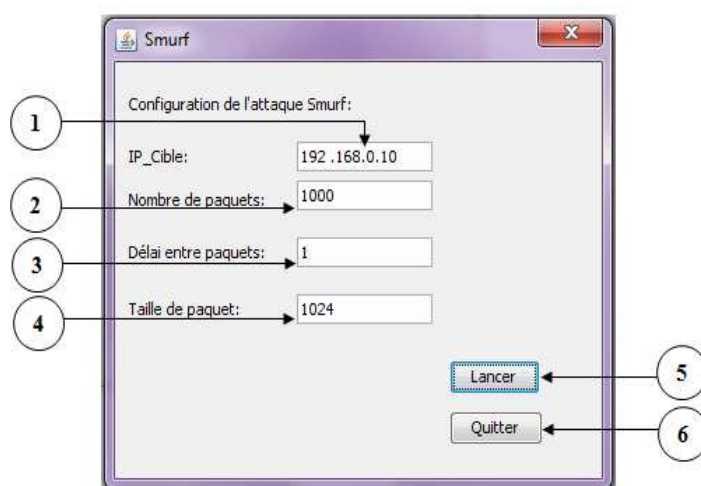 Smurf
Configuration de l'attaque Smurf:
1
IP_Cible:
192 .168.0.10
2
Nombre de paquets:
1000
3
Délai entre paquets:
1
4
Taille de paquet:
1024
Lancer
5
Quitter
6